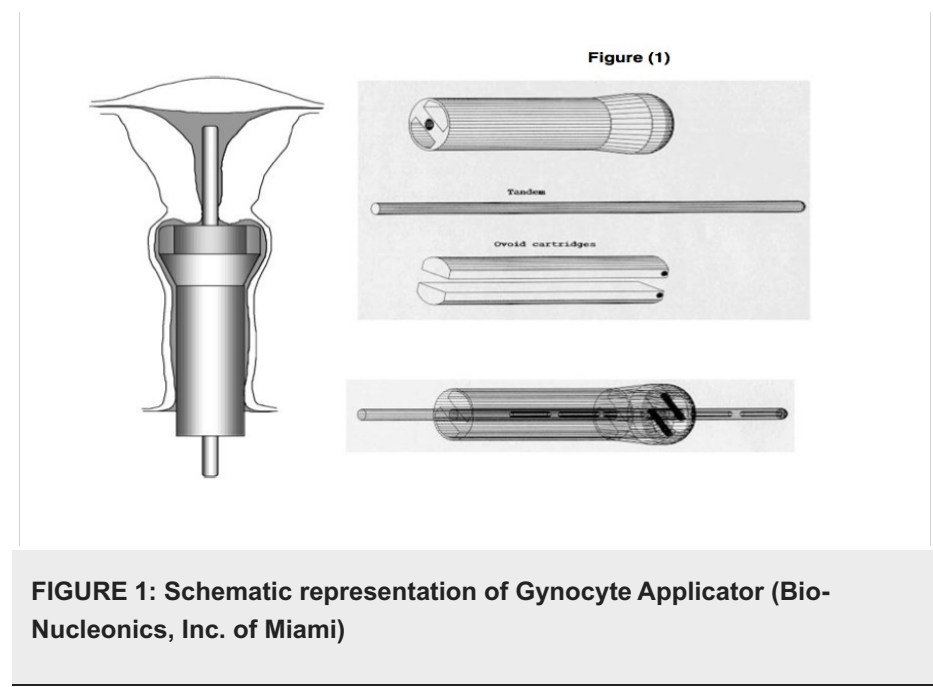 Figure (1)
Tandem
Ovoid cartridges
FIGURE 1: Schematic representation of Gynocyte Applicator (Bio-
Nucleonics, Inc. of Miami)